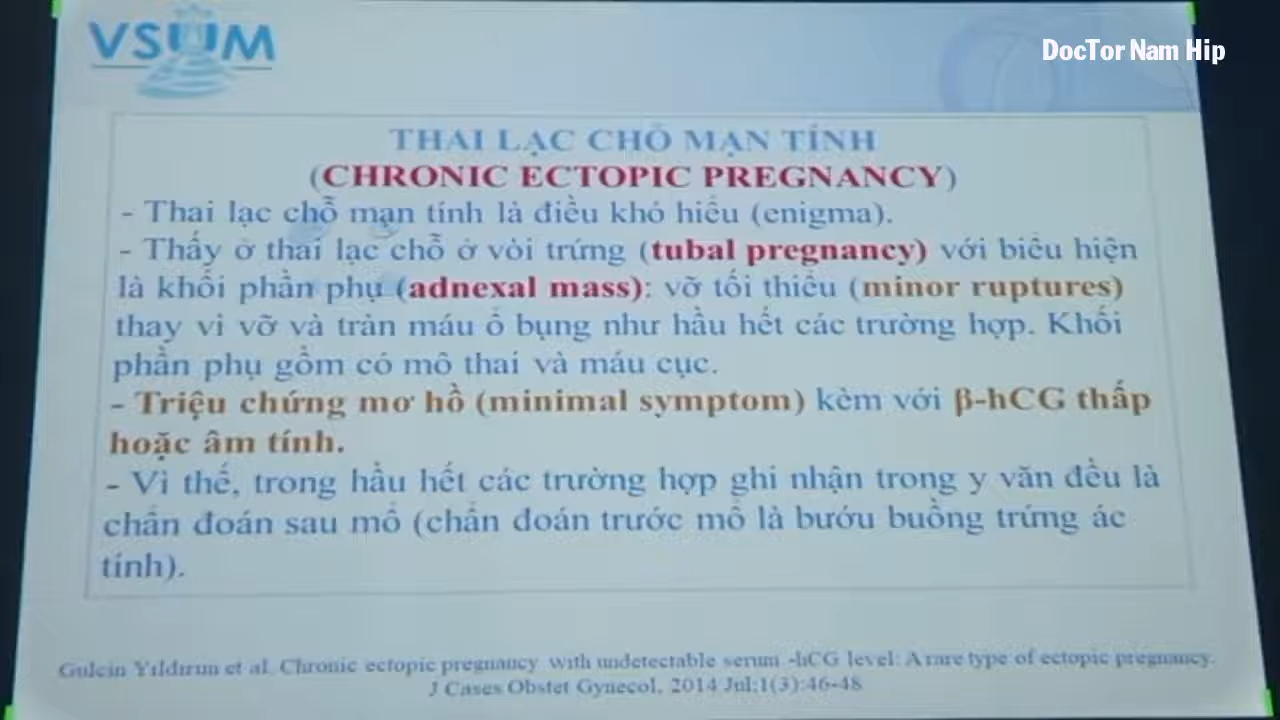 VSUM
DocTor Nam Hip
THAI LẠC CHỖ MẠN TÍNH
(CHRONIC ECTOPIC PREGNANCY)
- Thai lạc chỗ mạn tính là điều khó hiểu (enigma).
- Thấy ở thai lạc chỗ ở vòi trứng (tubal pregnancy) với biểu hiện
là khối phần phụ (adnexal mass): vỡ tối thiểu (minor ruptures)
thay vì vỡ và tràn máu ổ bụng như hầu hết các trường hợp. Khối
phần phụ gồm có mô thai và máu cục.
- Triệu chứng mơ hồ (minimal symptom) kèm với β-hCG thấp
hoặc âm tính.
- Vì thế, trong hầu hết các trường hợp ghi nhận trong y văn đều là
chẩn đoán sau mổ (chẩn đoán trước mổ là bướu buồng trứng ác
tính).
Gulcin Yıldırım et al. Chronic ectopic pregnancy with undetectable serum -hCG level: A rare type of ectopic pregnancy.
J Cases Obstet Gynecol, 2014 Jul;1(3):46-48